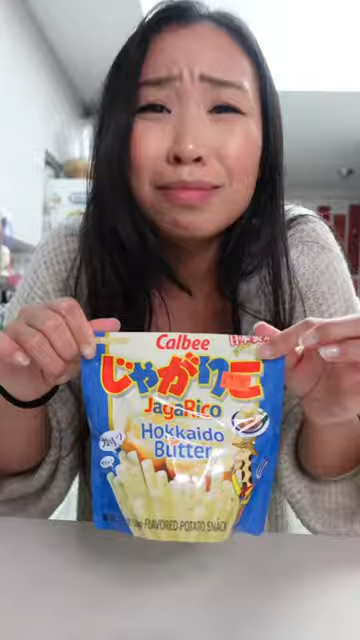 Calbee
じゃがりこ
JagaRico
Hokkaido
Butter
FLAVORED POTATO SNACK